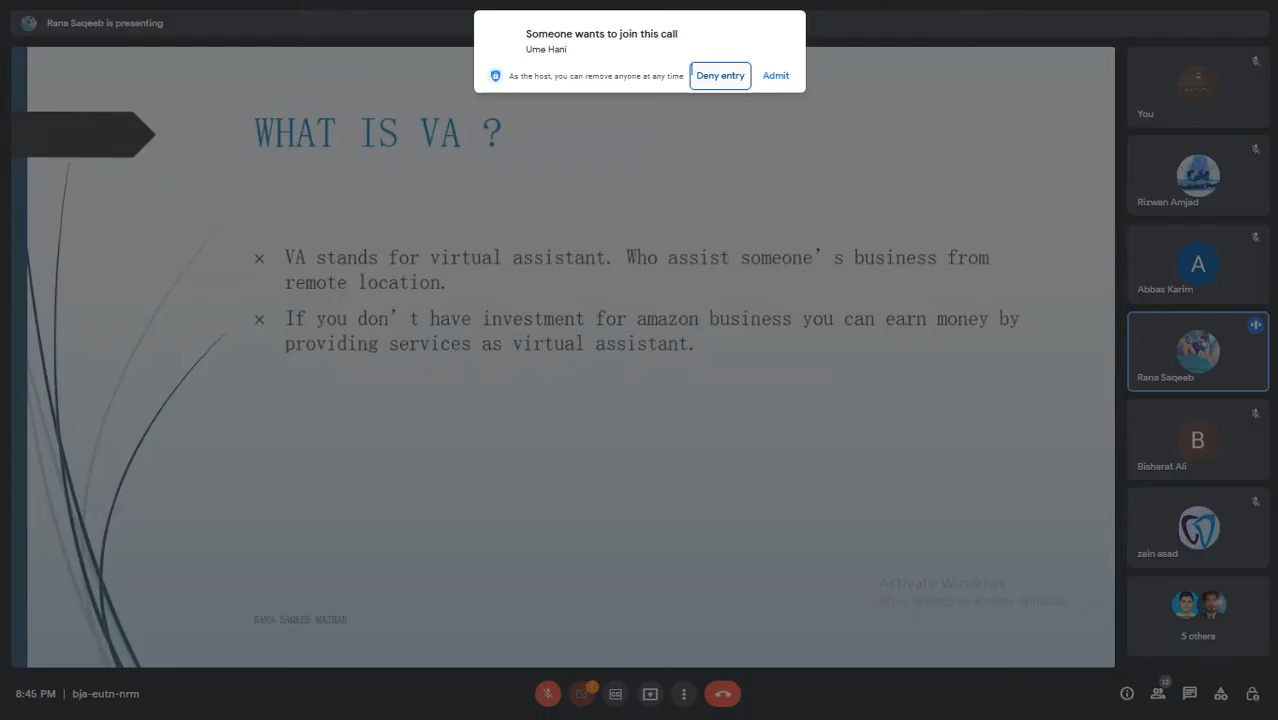 Rana Saqeeb is presenting
Someone wants to join this call
Ume Hani
As the host, you can remove anyone at any time
Deny entry
Admit
WHAT IS VA ?
× VA stands for virtual assistant. Who assist someone’s business from
remote location.
× If you don’t have investment for amazon business you can earn money by
providing services as virtual assistant.
Activate Windows
Go to Settings to activate Windows.
RANA SAQEEB MAZHAR
You
Rizwan Amjad
A
Abbas Karim
Rana Saqeeb
B
Bisharat Ali
zain asad
5 others
8:45 PM | bja-eutn-nrm
12